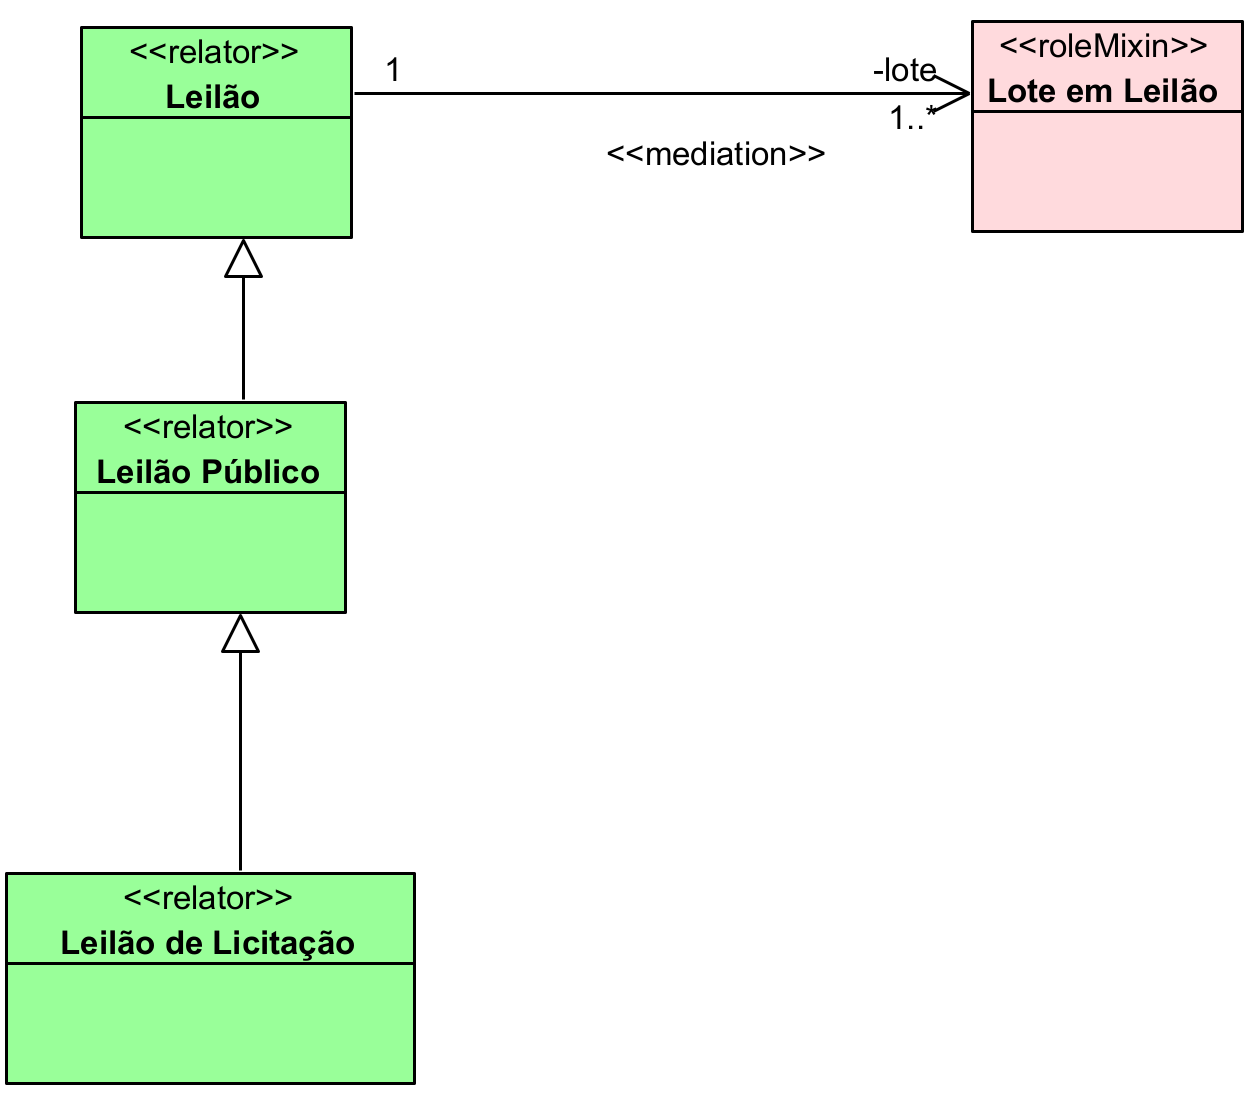 <<relator>>
Leilão
1
-lote
1..*
<<mediation>>
<<roleMixin>>
Lote em Leilão
<<relator>>
Leilão Público
<<relator>>
Leilão de Licitação